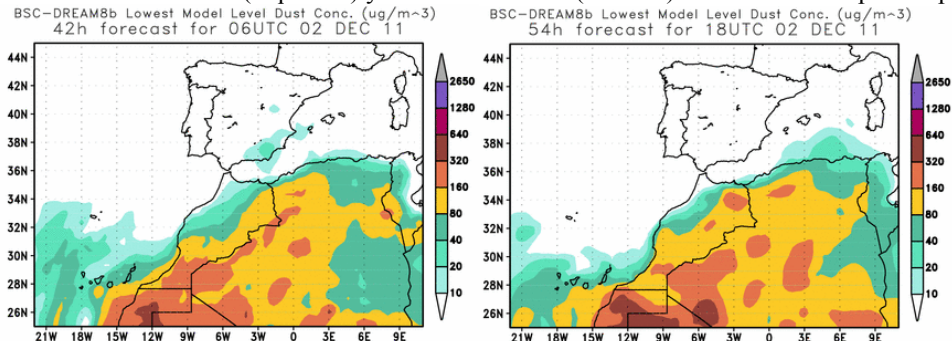 BSC-DREAM8b Lowest Model Level Dust Conc. (ug/m^3)
42h forecast for 06UTC 02 DEC 11
44N
42N
40N
38N
36N
34N
32N
30N
28N
26N
21W 18W 15W 12W 9W 6W 3W 0 3E 6E 9E
2650
1280
640
320
160
80
40
20
10
BSC-DREAM8b Lowest Model Level Dust Conc. (ug/m^3)
54h forecast for 18UTC 02 DEC 11
44N
42N
40N
38N
36N
34N
32N
30N
28N
26N
21W 18W 15W 12W 9W 6W 3W 0 3E 6E 9E
2650
1280
640
320
160
80
40
20
10